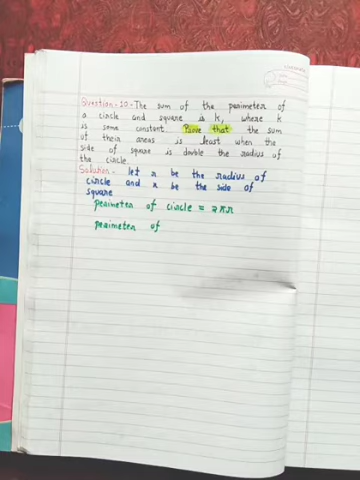 Question-10- The sum of the perimeter of
a circle and square is k, where k
is some constant. Prove that the sum
of their areas is least when the
side of square is double the radius of
the circle.
Solution- let r be the radius of
circle and x be the side of
square
perimeter of circle = 2πr
perimeter of